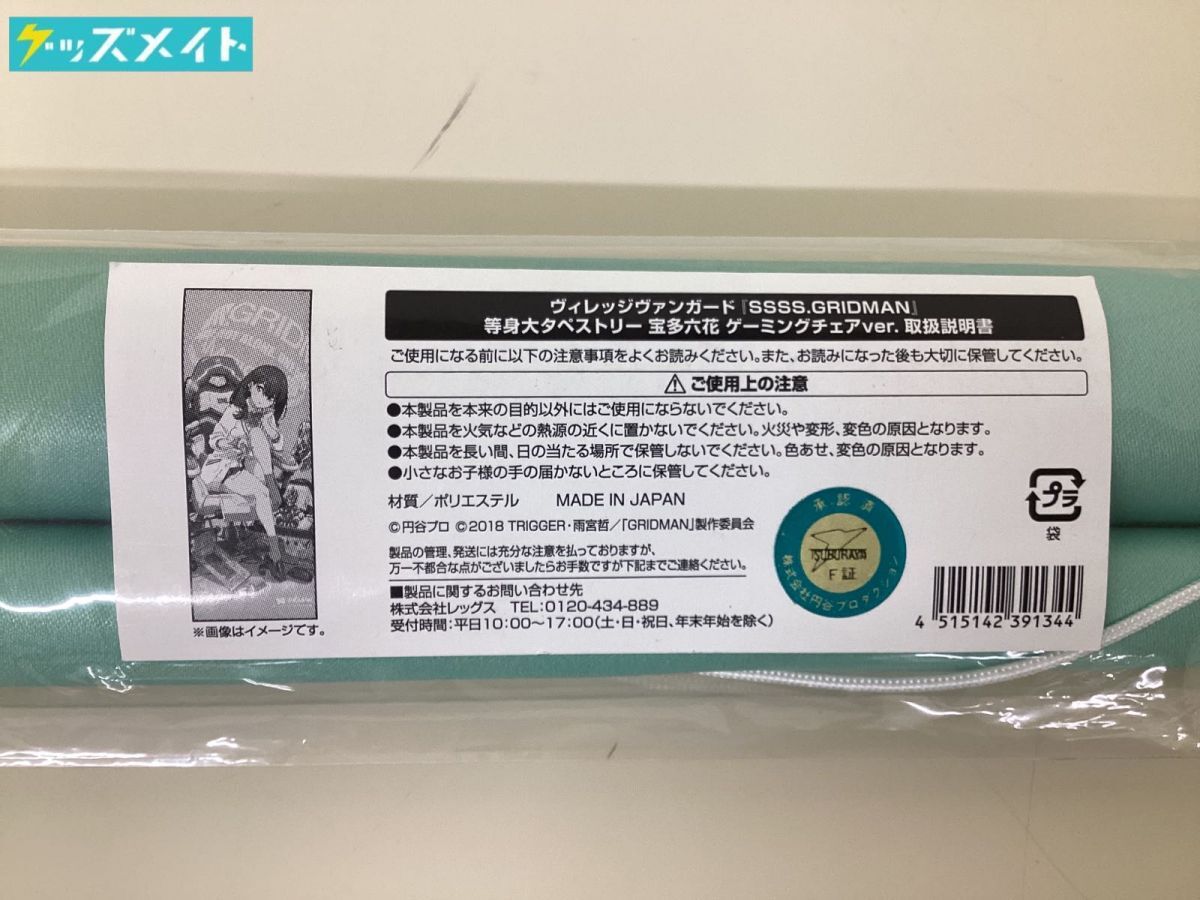 グッズメイト
GRID
ヴィレッジヴァンガード『SSSS.GRIDMAN』
等身大タペストリー 宝多六花 ゲーミングチェアver. 取扱説明書
ご使用になる前に以下の注意事項をよくお読みください。また、お読みになった後も大切に保管してください。
⚠ご使用上の注意
●本製品を本来の目的以外にはご使用にならないでください。
●本製品を火気などの熱源の近くに置かないでください。火災や変形、変色の原因となります。
●本製品を長い間、日の当たる場所で保管しないでください。色あせ、変色の原因となります。
●小さなお子様の手の届かないところに保管してください。
材質/ポリエステル MADE IN JAPAN
©円谷プロ ©2018 TRIGGER・雨宮哲/「GRIDMAN」製作委員会
製品の管理、発送には充分な注意を払っておりますが、
万一不都合な点がございましたらお手数ですが下記までご連絡ください。
■製品に関するお問い合わせ先
株式会社レッグス TEL:0120-434-889
受付時間:平日10:00〜17:00(土・日・祝日、年末年始を除く)
※画像はイメージです。
承認済
TSUBURAYA
F証
株式会社円谷プロダクション
プラ
袋
4 515142 391344